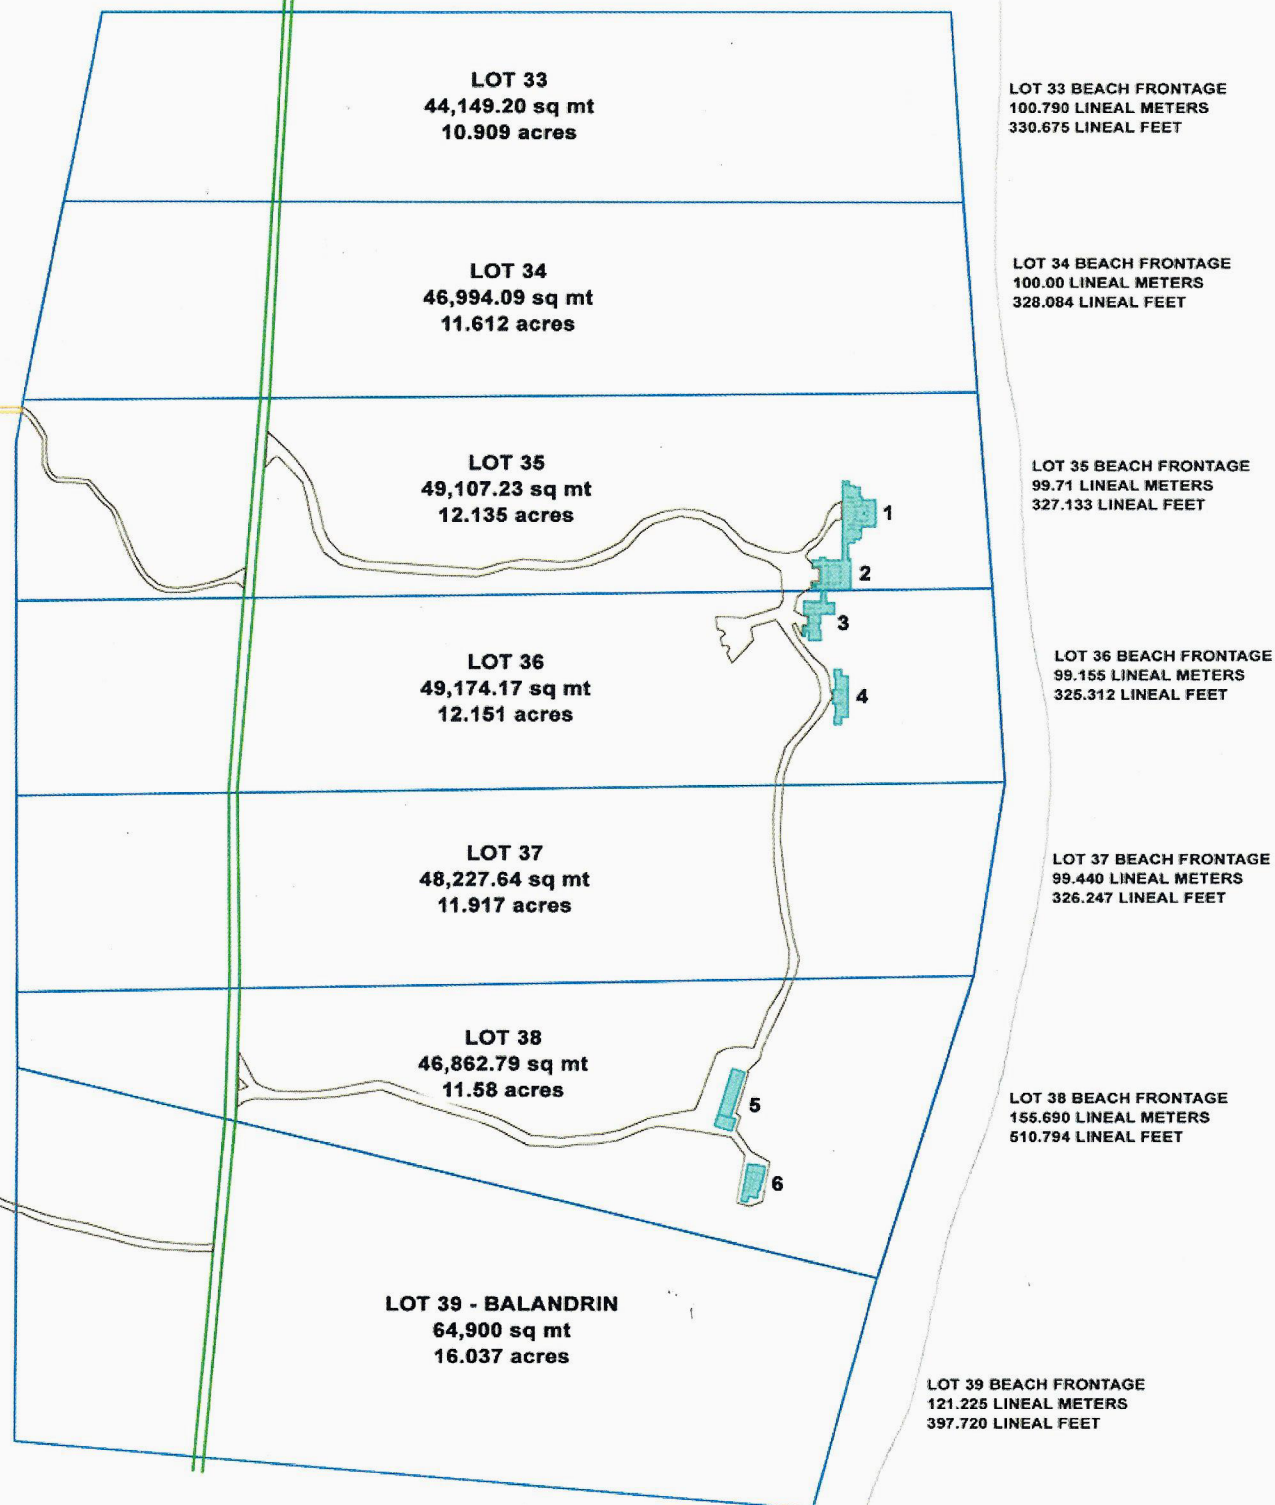 LOT 33
44,149.20 sq mt
10.909 acres
LOT 33 BEACH FRONTAGE
100.790 LINEAL METERS
330.675 LINEAL FEET
LOT 34
46,994.09 sq mt
11.612 acres
LOT 34 BEACH FRONTAGE
100.00 LINEAL METERS
328.084 LINEAL FEET
LOT 35
49,107.23 sq mt
12.135 acres
LOT 35 BEACH FRONTAGE
99.71 LINEAL METERS
327.133 LINEAL FEET
1
2
3
LOT 36
49,174.17 sq mt
12.151 acres
4
LOT 36 BEACH FRONTAGE
99.155 LINEAL METERS
325.312 LINEAL FEET
LOT 37
48,227.64 sq mt
11.917 acres
LOT 37 BEACH FRONTAGE
99.440 LINEAL METERS
326.247 LINEAL FEET
LOT 38
46,862.79 sq mt
11.58 acres
5
6
LOT 38 BEACH FRONTAGE
155.690 LINEAL METERS
510.794 LINEAL FEET
LOT 39 - BALANDRIN
64,900 sq mt
16.037 acres
LOT 39 BEACH FRONTAGE
121.225 LINEAL METERS
397.720 LINEAL FEET